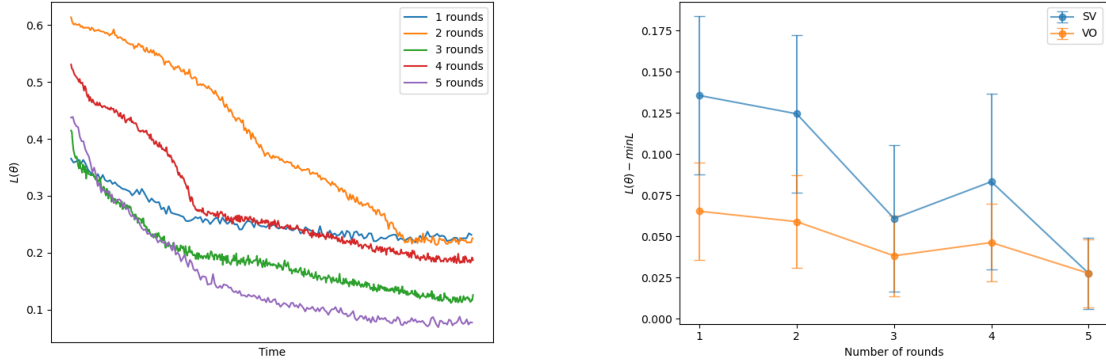 0.6
0.5
0.4
0.3
0.2
0.1
L(θ)
Time
1 rounds
2 rounds
3 rounds
4 rounds
5 rounds
0.175
0.150
0.125
0.100
0.075
0.050
0.025
0.000
L(θ) − minL
1
2
3
4
5
Number of rounds
SV
VO